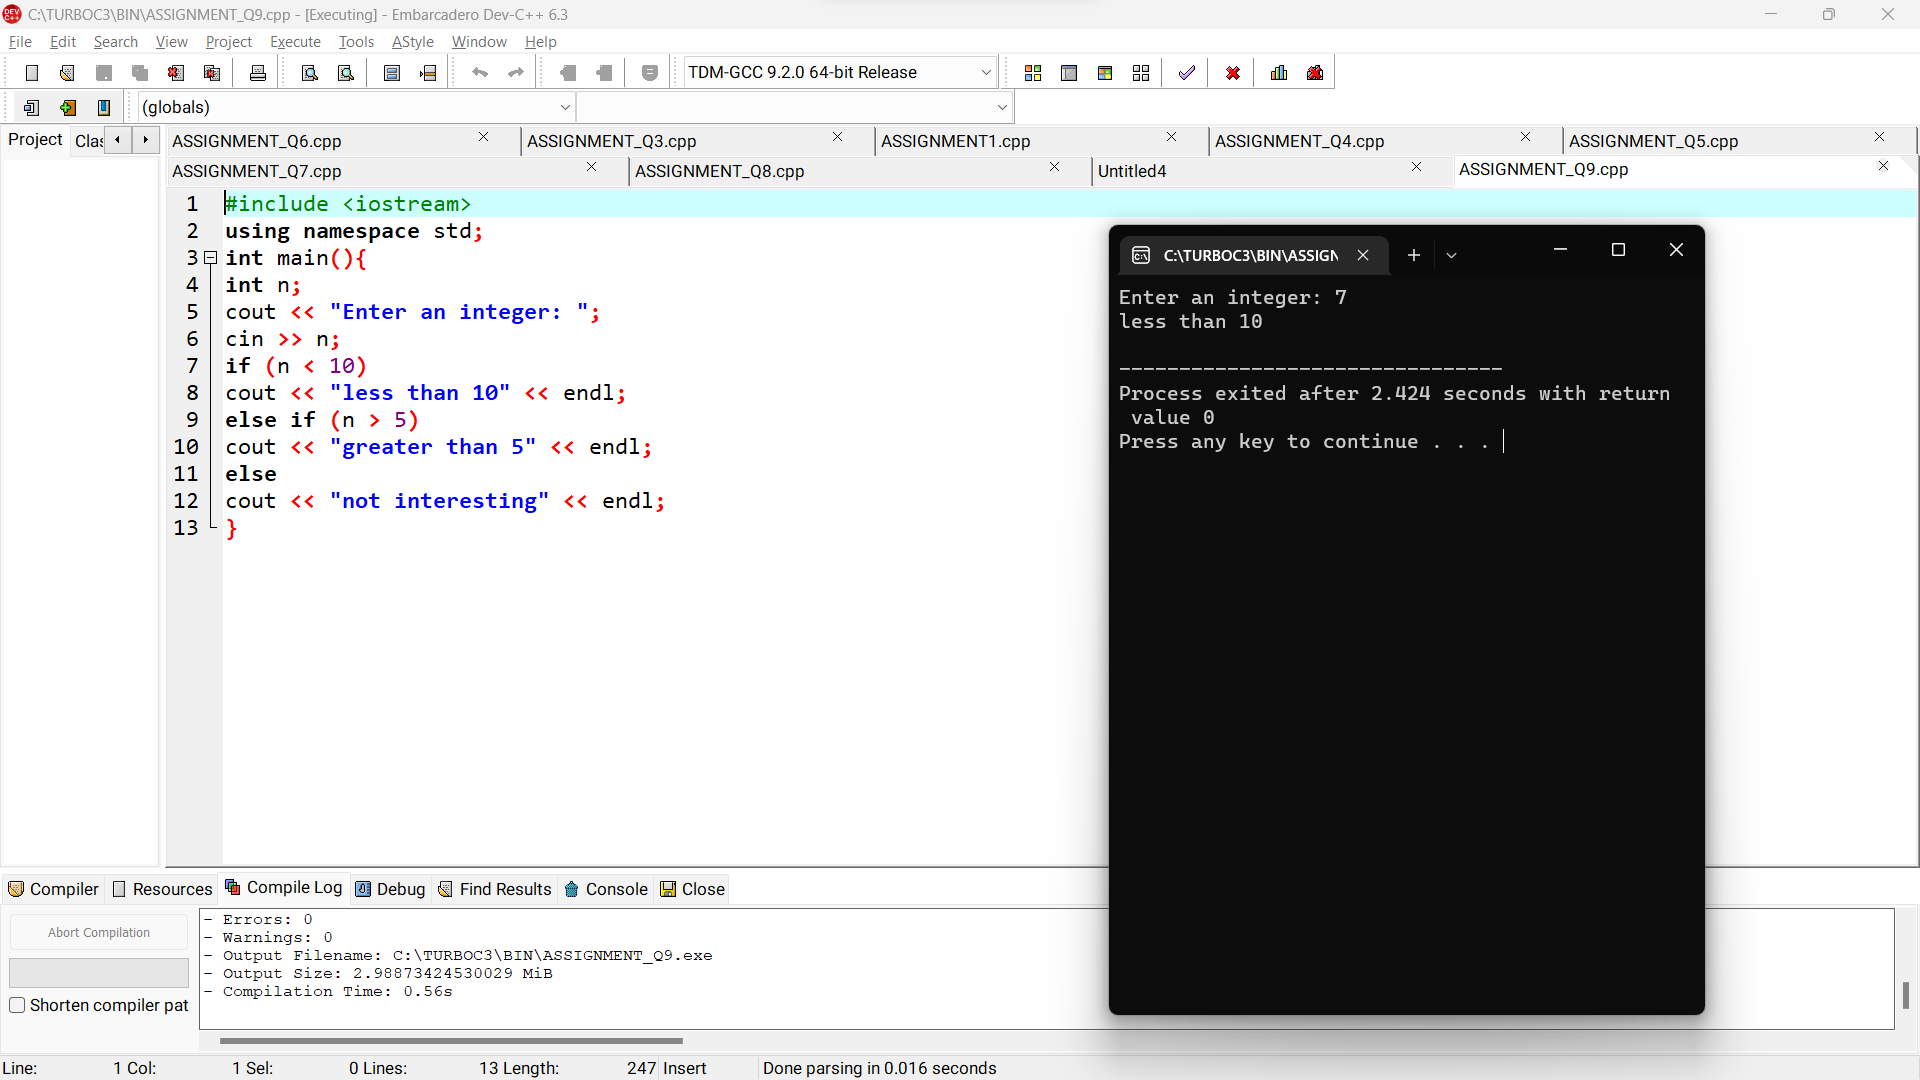 C:\TURBOC3\BIN\ASSIGNMENT_Q9.cpp - [Executing] - Embarcadero Dev-C++ 6.3
File Edit Search View Project Execute Tools AStyle Window Help
TDM-GCC 9.2.0 64-bit Release
(globals)
Project Clas
ASSIGNMENT_Q6.cpp ASSIGNMENT_Q3.cpp ASSIGNMENT1.cpp ASSIGNMENT_Q4.cpp ASSIGNMENT_Q5.cpp
ASSIGNMENT_Q7.cpp ASSIGNMENT_Q8.cpp Untitled4 ASSIGNMENT_Q9.cpp
1 #include <iostream>
2 using namespace std;
3 int main(){
4 int n;
5 cout << "Enter an integer: ";
6 cin >> n;
7 if (n < 10)
8 cout << "less than 10" << endl;
9 else if (n > 5)
10 cout << "greater than 5" << endl;
11 else
12 cout << "not interesting" << endl;
13 }
C:\TURBOC3\BIN\ASSIGN
Enter an integer: 7
less than 10
--------------------------------
Process exited after 2.424 seconds with return
value 0
Press any key to continue . . .
Compiler Resources Compile Log Debug Find Results Console Close
Abort Compilation
Shorten compiler pat
- Errors: 0
- Warnings: 0
- Output Filename: C:\TURBOC3\BIN\ASSIGNMENT_Q9.exe
- Output Size: 2.98873424530029 MiB
- Compilation Time: 0.56s
Line: 1 Col: 1 Sel: 0 Lines: 13 Length: 247 Insert Done parsing in 0.016 seconds